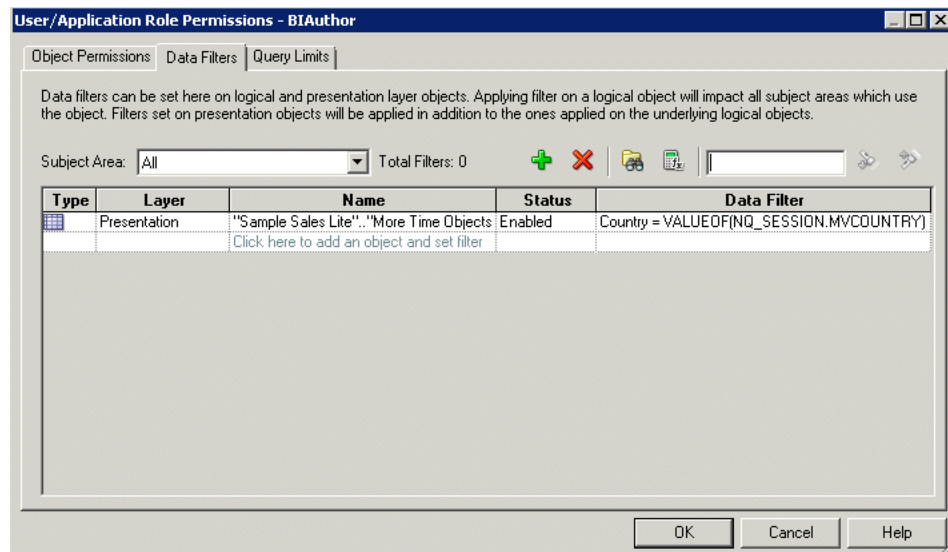 User/Application Role Permissions - BIAuthor
Object Permissions Data Filters Query Limits
Data filters can be set here on logical and presentation layer objects. Applying filter on a logical object will impact all subject areas which use
the object. Filters set on presentation objects will be applied in addition to the ones applied on the underlying logical objects.
Subject Area: All Total Filters: 0
Type Layer Name Status Data Filter
Presentation "Sample Sales Lite".."More Time Objects Enabled Country = VALUEOF(NQ_SESSION.MVCOUNTRY)
Click here to add an object and set filter
OK Cancel Help